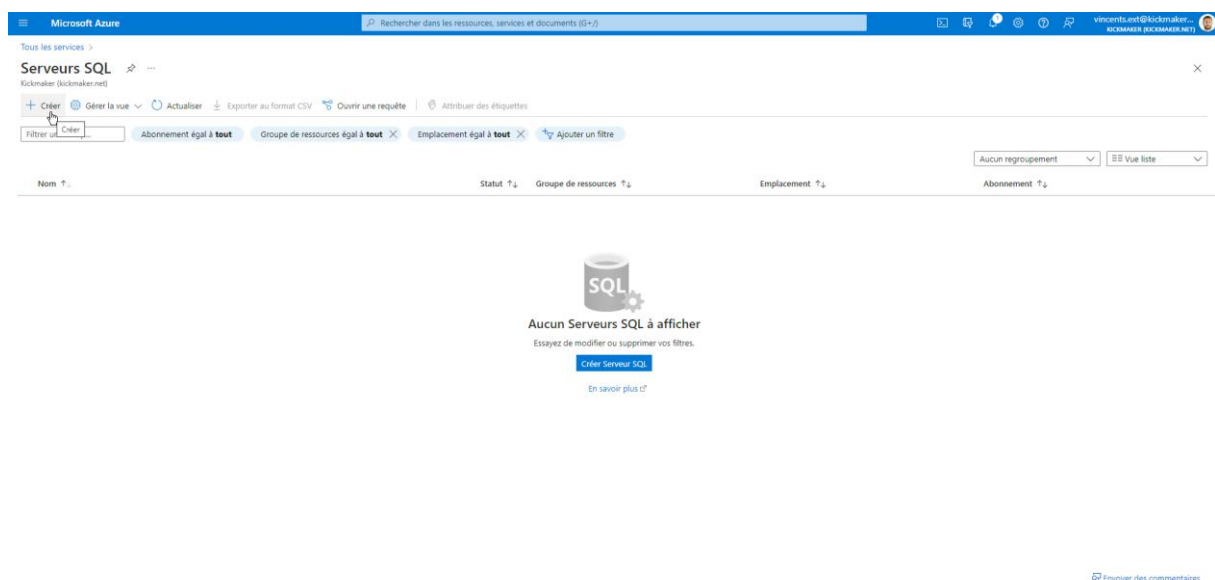 Microsoft Azure
Rechercher dans les ressources, services et documents (G+/)
vincents.ext@kickmaker...
KICKMAKER (KICKMAKER.NET)
Tous les services >
Serveurs SQL
Kickmaker (kickmaker.net)
Créer Gérer la vue Actualiser Exporter au format CSV Ouvrir une requête Attribuer des étiquettes
Créer
Abonnement égal à tout Groupe de ressources égal à tout Emplacement égal à tout Ajouter un filtre
Aucun regroupement Vue liste
Nom Statut Groupe de ressources Emplacement Abonnement
SQL
Aucun Serveurs SQL à afficher
Essayez de modifier ou supprimer vos filtres.
Créer Serveur SQL
En savoir plus
Envoyer des commentaires